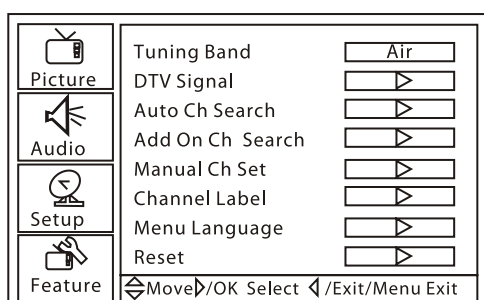 Picture
Audio
Setup
Feature
Tuning Band Air
DTV Signal
Auto Ch Search
Add On Ch Search
Manual Ch Set
Channel Label
Menu Language
Reset
Move/OK Select /Exit/Menu Exit